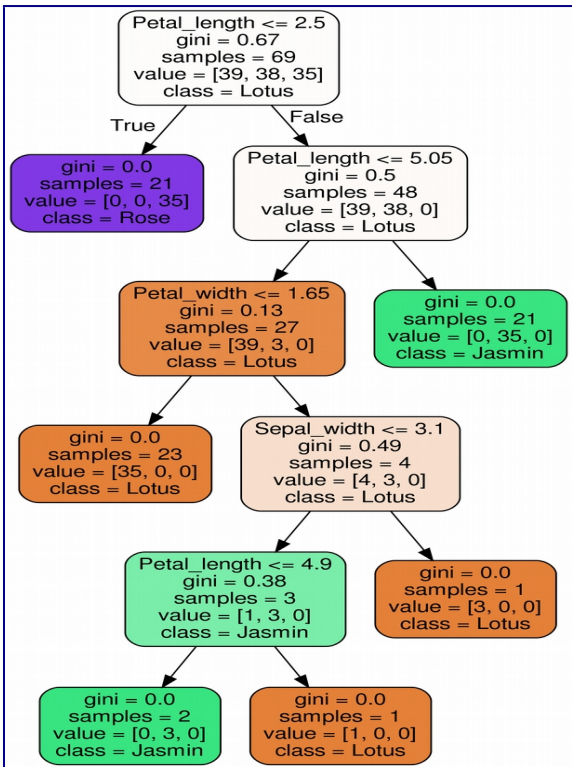 Petal_length <= 2.5
gini = 0.67
samples = 69
value = [39, 38, 35]
class = Lotus
True
False
gini = 0.0
samples = 21
value = [0, 0, 35]
class = Rose
Petal_length <= 5.05
gini = 0.5
samples = 48
value = [39, 38, 0]
class = Lotus
Petal_width <= 1.65
gini = 0.13
samples = 27
value = [39, 3, 0]
class = Lotus
gini = 0.0
samples = 21
value = [0, 35, 0]
class = Jasmin
gini = 0.0
samples = 23
value = [35, 0, 0]
class = Lotus
Sepal_width <= 3.1
gini = 0.49
samples = 4
value = [4, 3, 0]
class = Lotus
Petal_length <= 4.9
gini = 0.38
samples = 3
value = [1, 3, 0]
class = Jasmin
gini = 0.0
samples = 1
value = [3, 0, 0]
class = Lotus
gini = 0.0
samples = 2
value = [0, 3, 0]
class = Jasmin
gini = 0.0
samples = 1
value = [1, 0, 0]
class = Lotus